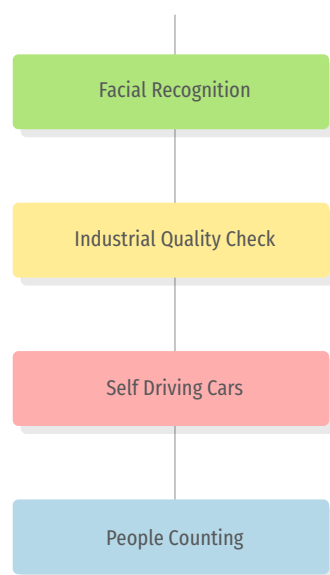 Facial Recognition
Industrial Quality Check
Self Driving Cars
People Counting